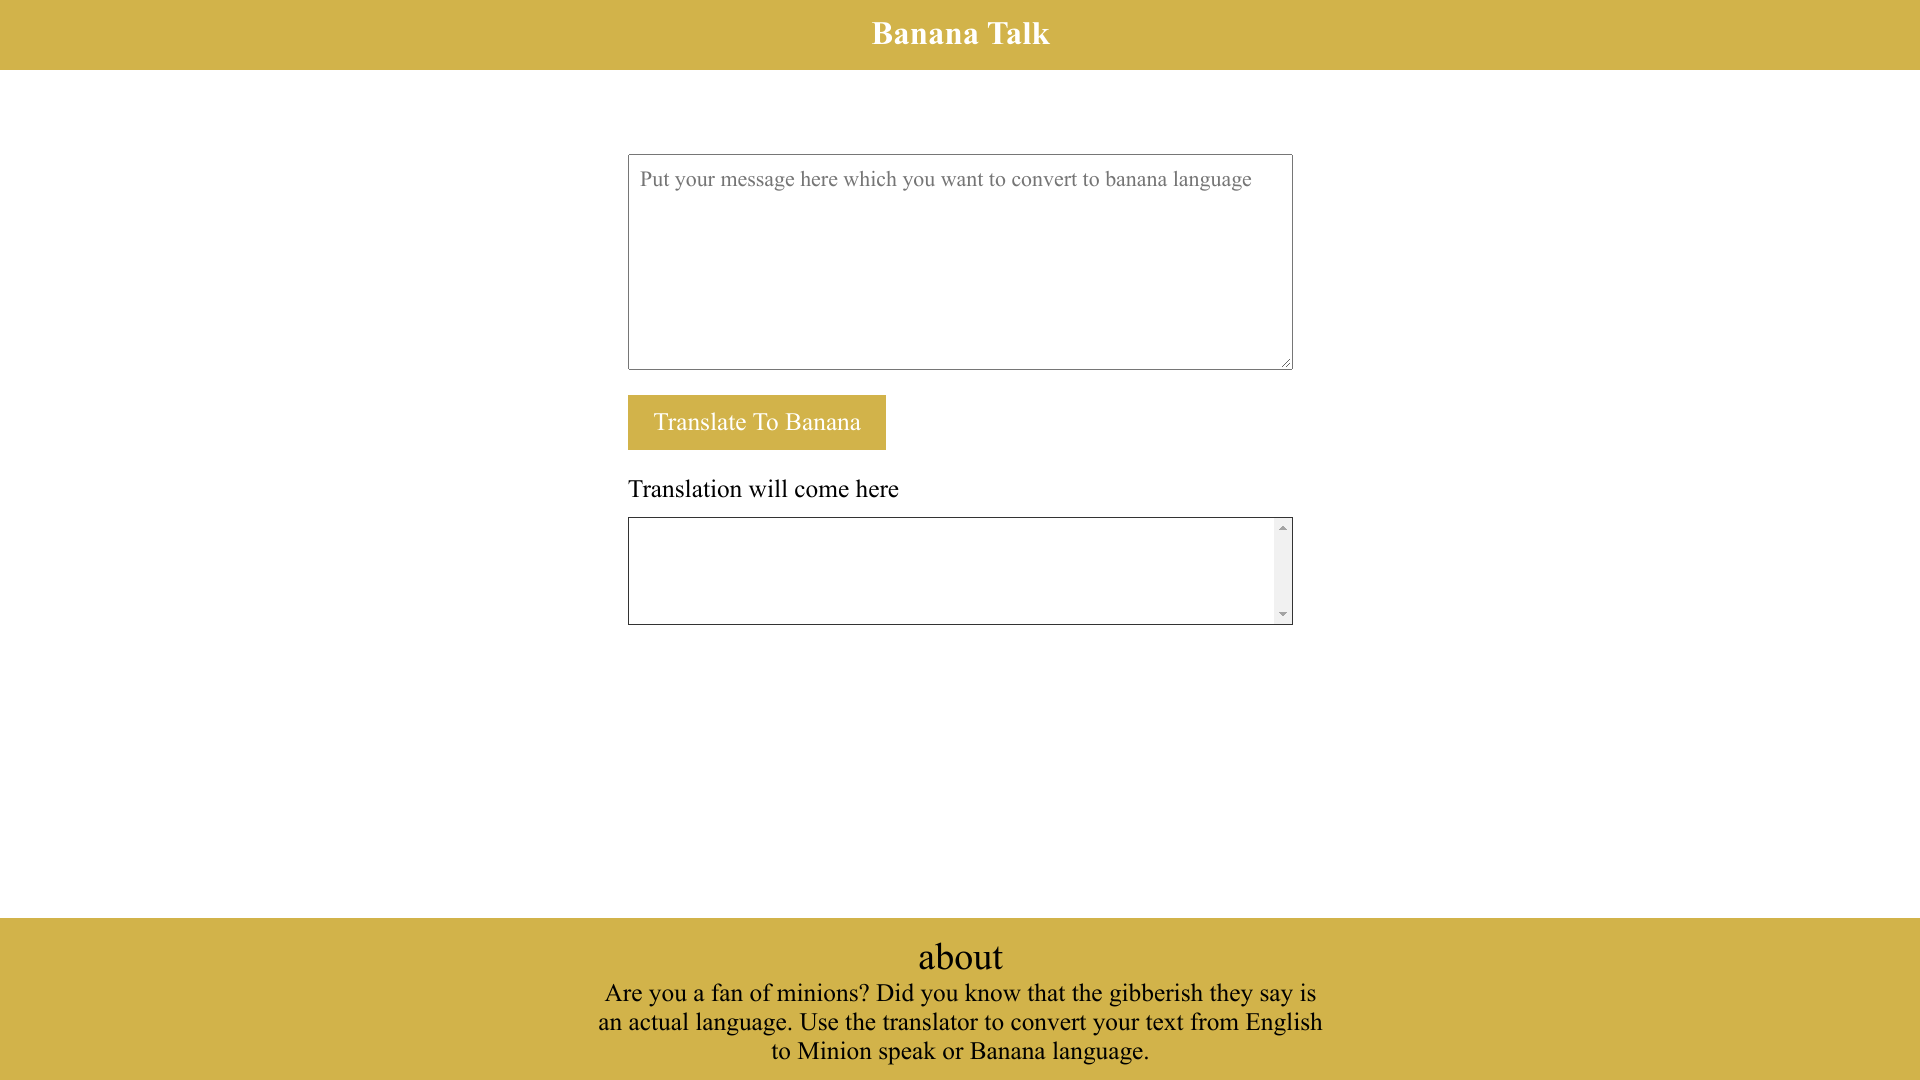 Banana Talk
Put your message here which you want to convert to banana language
Translate To Banana
Translation will come here
about
Are you a fan of minions? Did you know that the gibberish they say is
an actual language. Use the translator to convert your text from English
to Minion speak or Banana language.